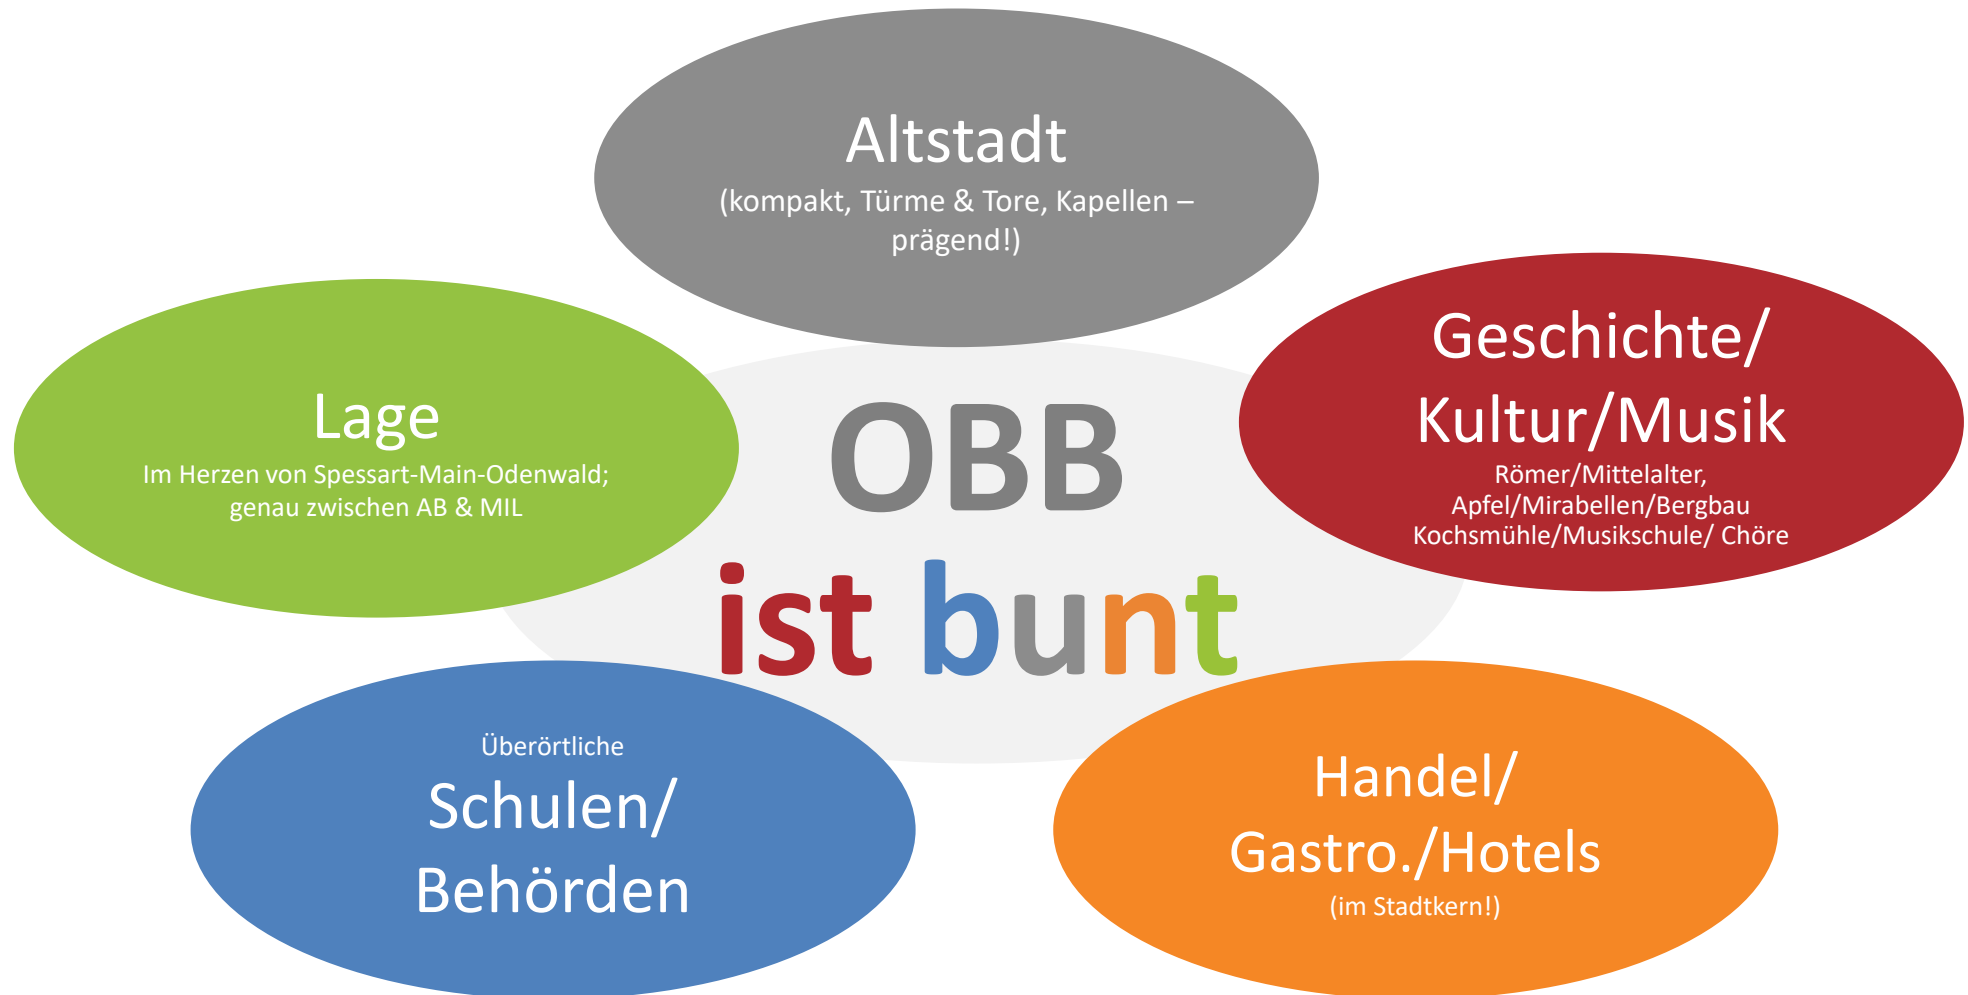 Altstadt
(kompakt, Türme & Tore, Kapellen –
prägend!)
Lage
Im Herzen von Spessart-Main-Odenwald;
genau zwischen AB & MIL
OBB
ist bunt
Geschichte/
Kultur/Musik
Römer/Mittelalter,
Apfel/Mirabellen/Bergbau
Kochsmühle/Musikschule/ Chöre
Überörtliche
Schulen/
Behörden
Handel/
Gastro./Hotels
(im Stadtkern!)